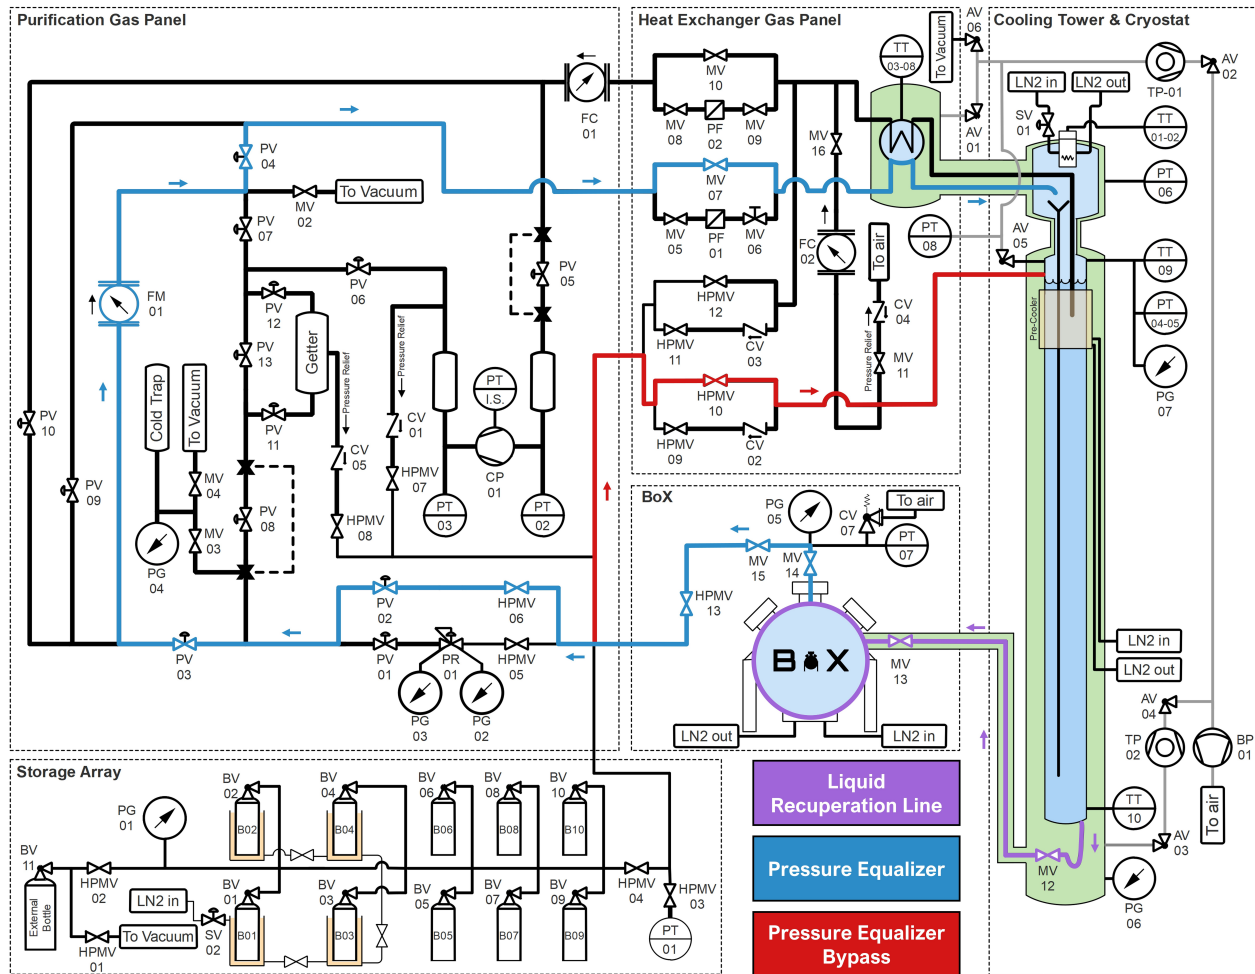 Purification Gas Panel
Heat Exchanger Gas Panel
Cooling Tower & Cryostat
FC
01
MV
10
MV
08
PF
02
MV
09
MV
16
TT
03-08
To Vacuum
AV
06
AV
01
LN2 in
LN2 out
SV
01
TP-01
AV
02
TT
01-02
PT
06
PV
04
To Vacuum
MV
02
PV
07
MV
07
MV
05
PF
01
MV
06
PT
08
AV
05
FC
02
To air
TT
09
PV
06
PV
05
FM
01
PV
12
PV
13
Getter
PV
11
Pressure Relief
Pressure Relief
HPMV
12
HPMV
11
CV
03
CV
04
Pressure Relief
MV
11
Pre-Cooler
PT
04-05
PG
07
PT
I.S.
CP
01
CV
01
CV
05
HPMV
07
HPMV
08
PT
03
PT
02
HPMV
10
HPMV
09
CV
02
PV
10
PV
09
Cold Trap
To Vacuum
MV
04
MV
03
PG
04
PV
08
BoX
PG
05
CV
07
To air
PT
07
MV
15
MV
14
HPMV
13
PV
02
HPMV
06
PV
03
PV
01
PR
01
HPMV
05
PG
03
PG
02
B X
MV
13
LN2 out
LN2 in
LN2 in
LN2 out
AV
04
TP
02
BP
01
To air
TT
10
AV
03
MV
12
PG
06
Storage Array
PG
01
BV
11
External
Bottle
HPMV
02
HPMV
01
To Vacuum
LN2 in
SV
02
BV
02
B02
BV
04
B04
BV
06
B06
BV
08
B08
BV
10
B10
BV
01
B01
BV
03
B03
BV
05
B05
BV
07
B07
BV
09
B09
HPMV
04
HPMV
03
PT
01
Liquid
Recuperation Line
Pressure Equalizer
Pressure Equalizer
Bypass